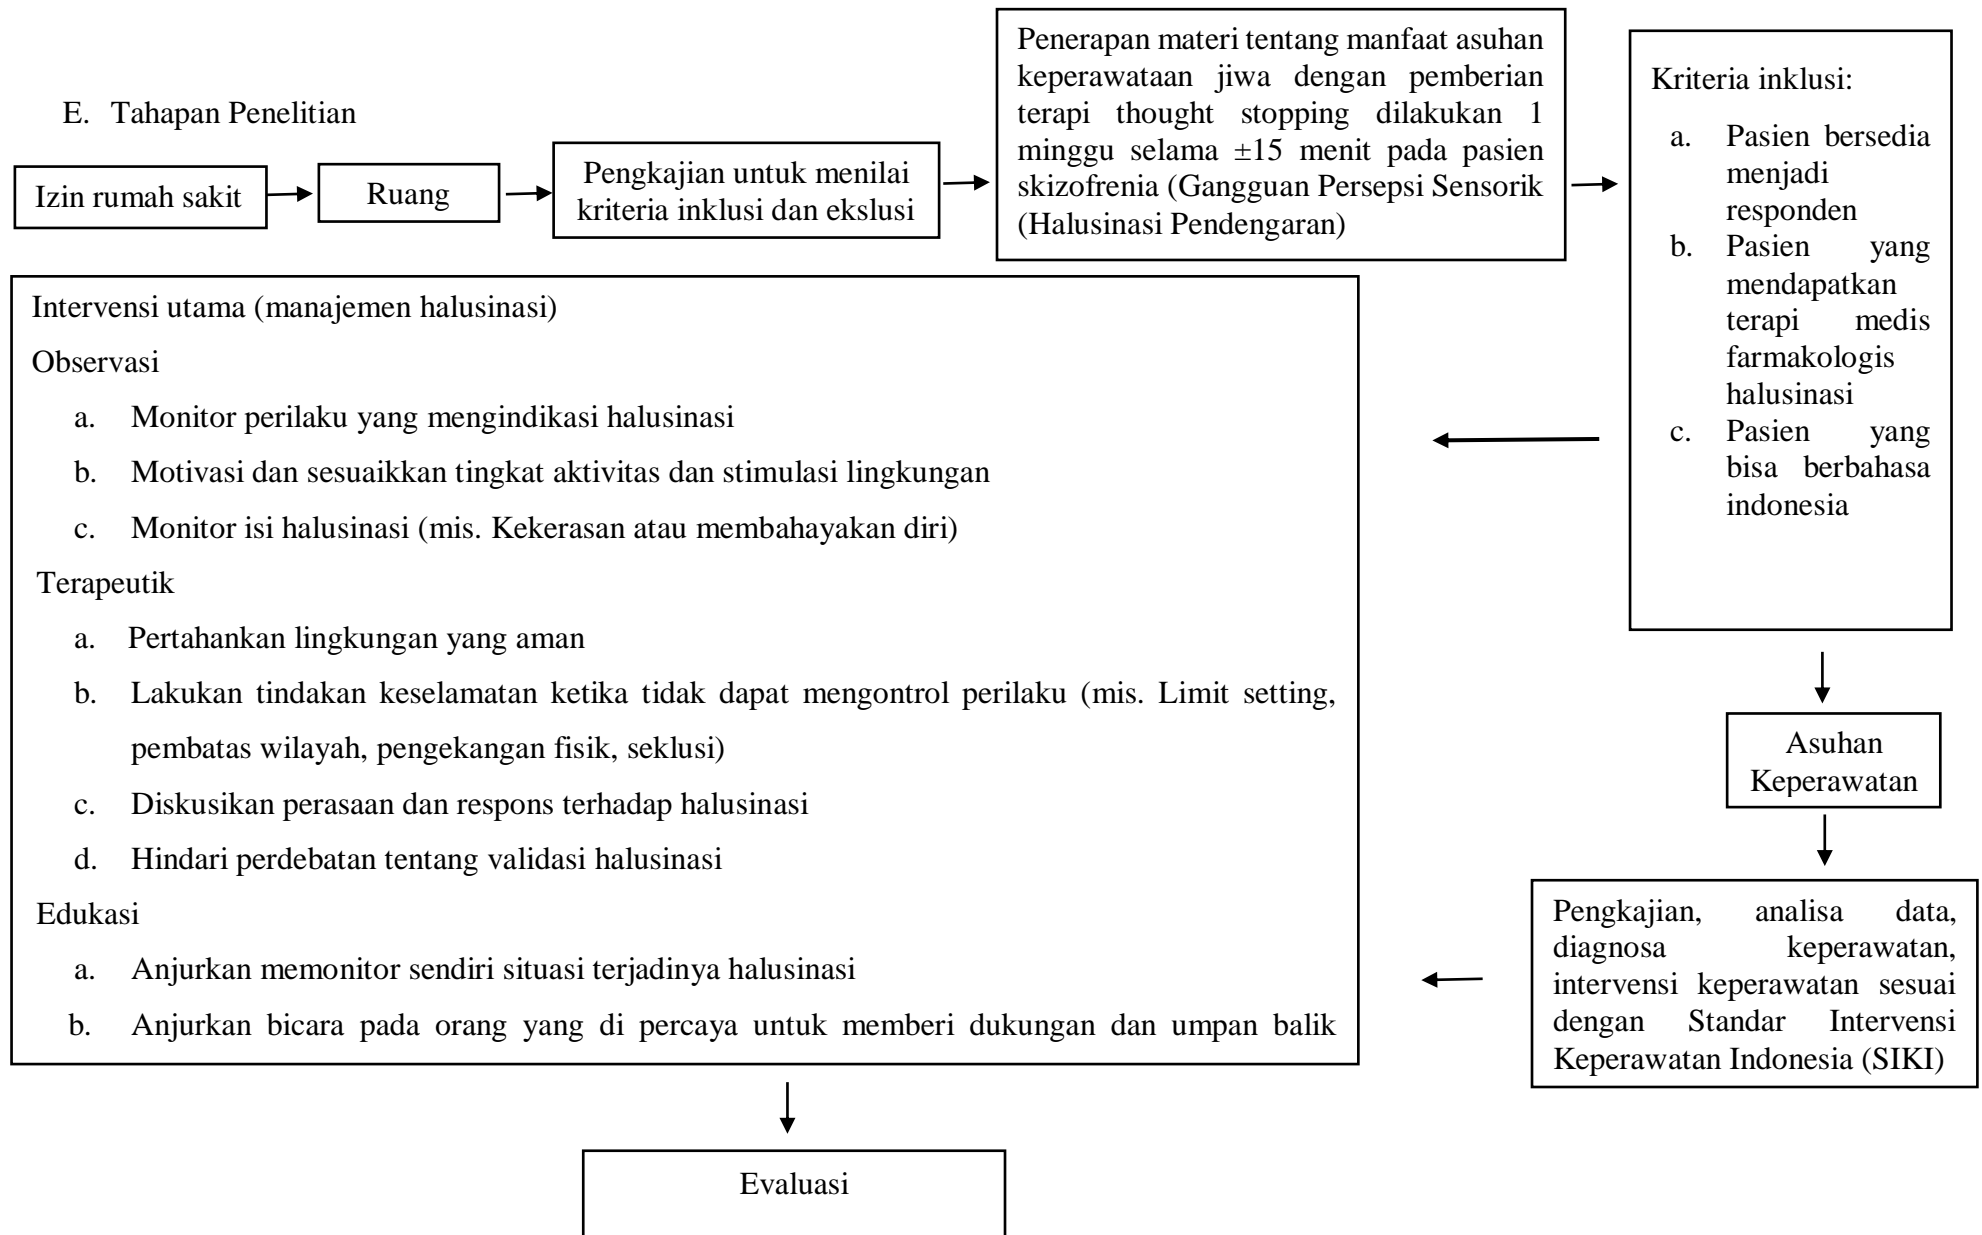 E. Tahapan Penelitian
Izin rumah sakit
Ruang
Pengkajian untuk menilai
kriteria inklusi dan ekslusi
Penerapan materi tentang manfaat asuhan
keperawataan jiwa dengan pemberian
terapi thought stopping dilakukan 1
minggu selama ±15 menit pada pasien
skizofrenia (Gangguan Persepsi Sensorik
(Halusinasi Pendengaran)
Kriteria inklusi:
a. Pasien bersedia
menjadi
responden
b. Pasien yang
mendapatkan
terapi medis
farmakologis
halusinasi
c. Pasien yang
bisa berbahasa
indonesia
Intervensi utama (manajemen halusinasi)
Observasi
a. Monitor perilaku yang mengindikasi halusinasi
b. Motivasi dan sesuaikkan tingkat aktivitas dan stimulasi lingkungan
c. Monitor isi halusinasi (mis. Kekerasan atau membahayakan diri)
Terapeutik
a. Pertahankan lingkungan yang aman
b. Lakukan tindakan keselamatan ketika tidak dapat mengontrol perilaku (mis. Limit setting,
pembatas wilayah, pengekangan fisik, seklusi)
c. Diskusikan perasaan dan respons terhadap halusinasi
d. Hindari perdebatan tentang validasi halusinasi
Edukasi
a. Anjurkan memonitor sendiri situasi terjadinya halusinasi
b. Anjurkan bicara pada orang yang di percaya untuk memberi dukungan dan umpan balik
Asuhan
Keperawatan
Pengkajian, analisa data,
diagnosa keperawatan,
intervensi keperawatan sesuai
dengan Standar Intervensi
Keperawatan Indonesia (SIKI)
Evaluasi